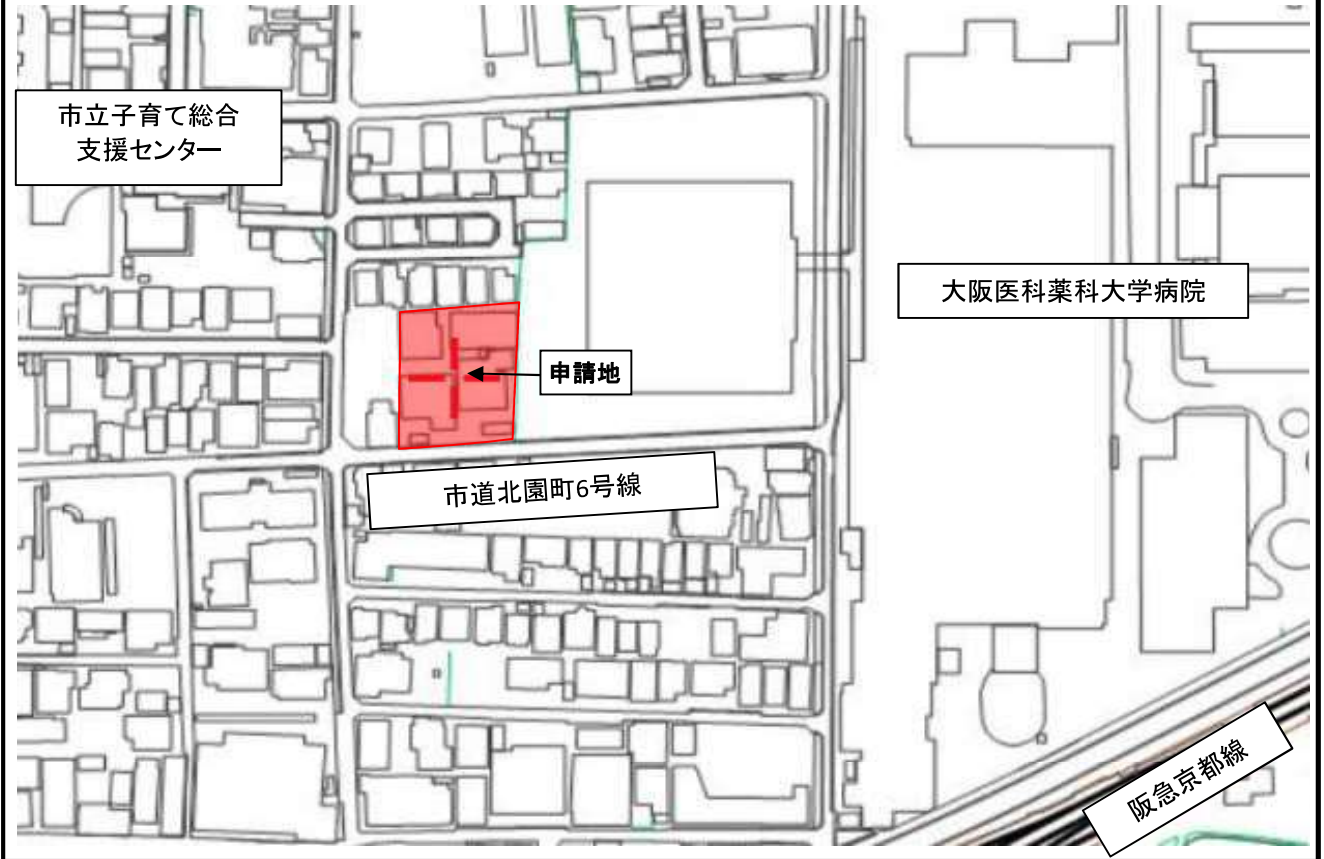 市立子育て総合
支援センター
大阪医科薬科大学病院
申請地
市道北園町6号線
阪急京都線